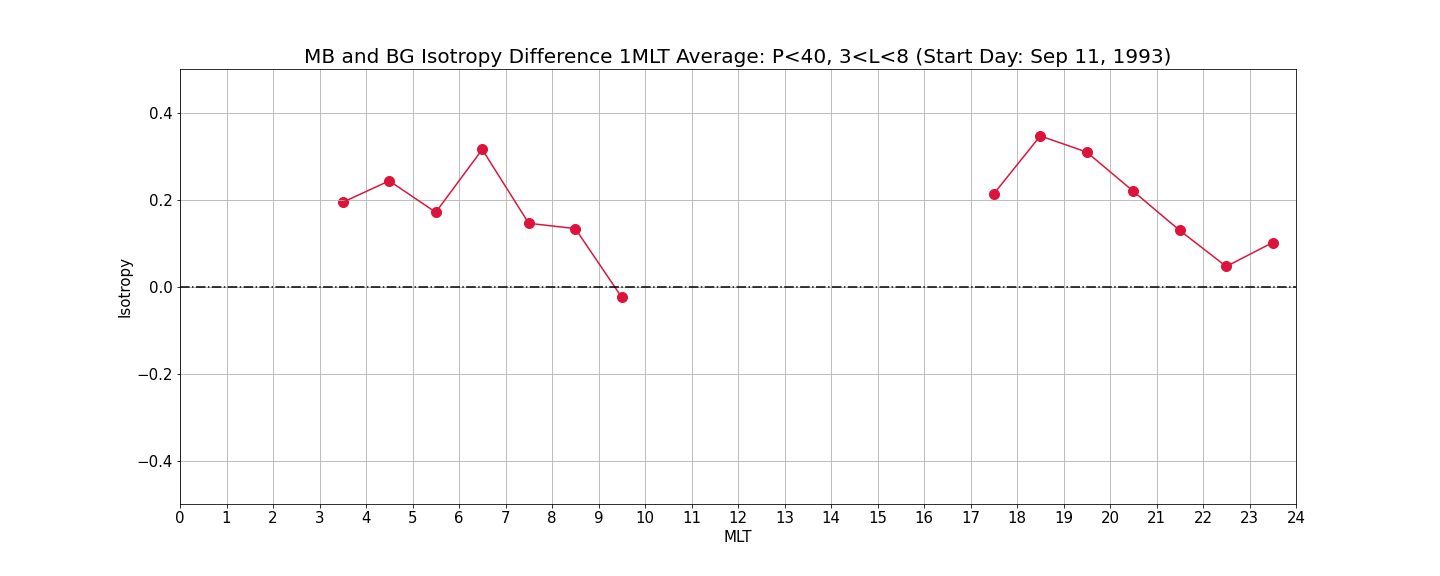 MB and BG Isotropy Difference 1MLT Average: P<40, 3<L<8 (Start Day: Sep 11, 1993)
0.4
0.2
0.0
−0.2
−0.4
Isotropy
0 1 2 3 4 5 6 7 8 9 10 11 12 13 14 15 16 17 18 19 20 21 22 23 24
MLT